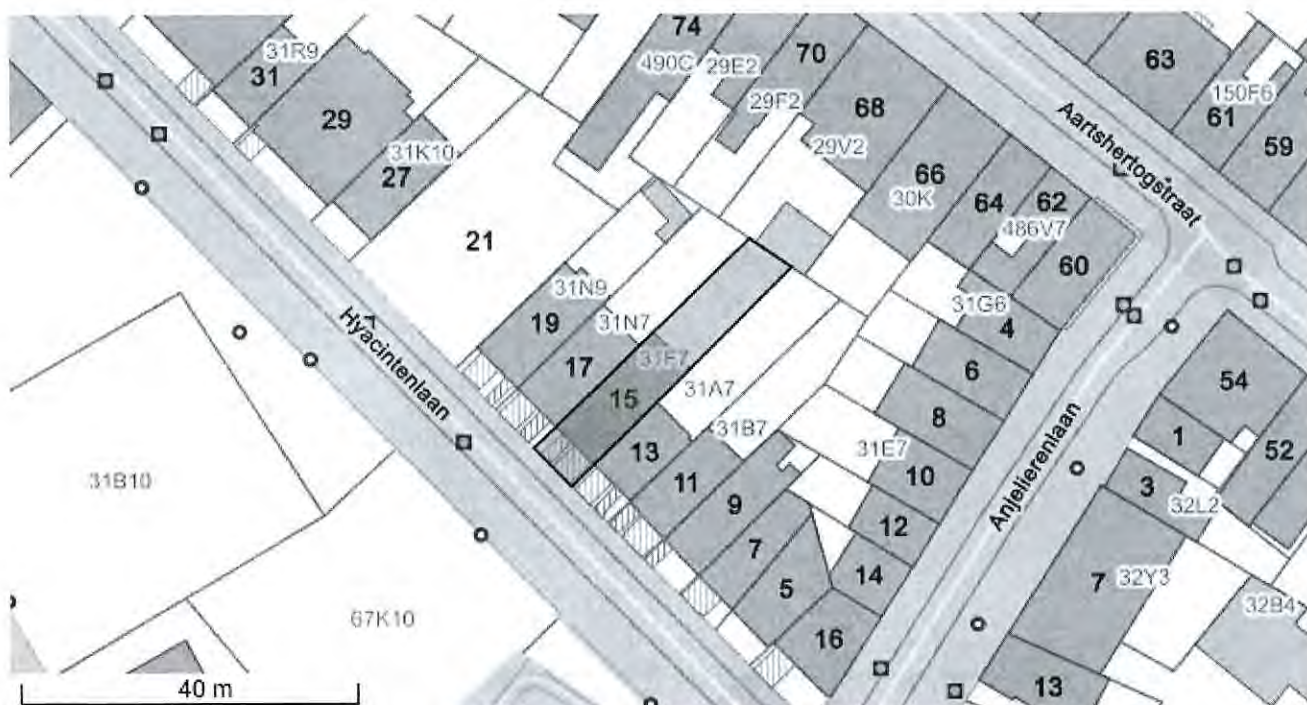 74
70
63
31R9
31
490C
29E2
150F6
61
29
29F2
68
59
Aartshertogstraat
31K10
29V2
27
66
30K
64
62
486V7
21
60
31N9
31G6
4
19
31N7
Hyacintenlaan
17
31F7
6
54
15
31A7
8
1
31B7
52
13
31E7
31B10
11
10
3
Anjelierenlaan
9
32L2
12
7
14
7
32Y3
5
32B4
67K10
16
40 m
13